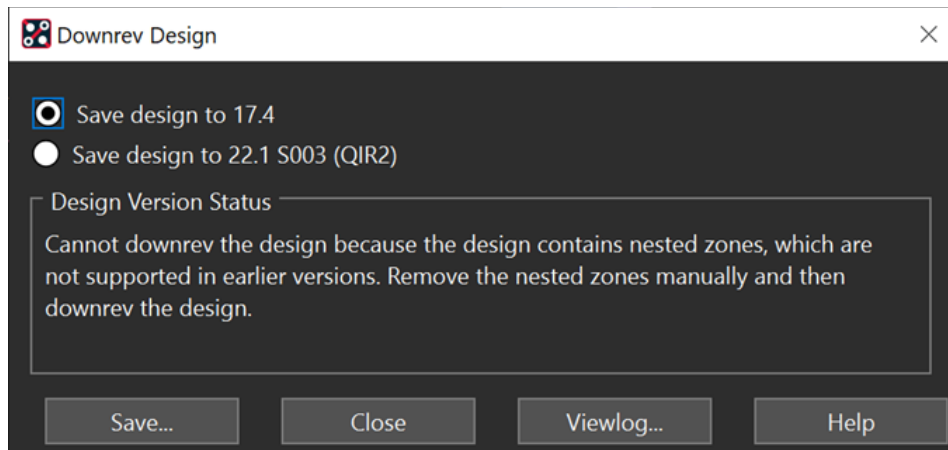 Downrev Design
Save design to 17.4
Save design to 22.1 S003 (QIR2)
Design Version Status
Cannot downrev the design because the design contains nested zones, which are
not supported in earlier versions. Remove the nested zones manually and then
downrev the design.
Save... Close Viewlog... Help